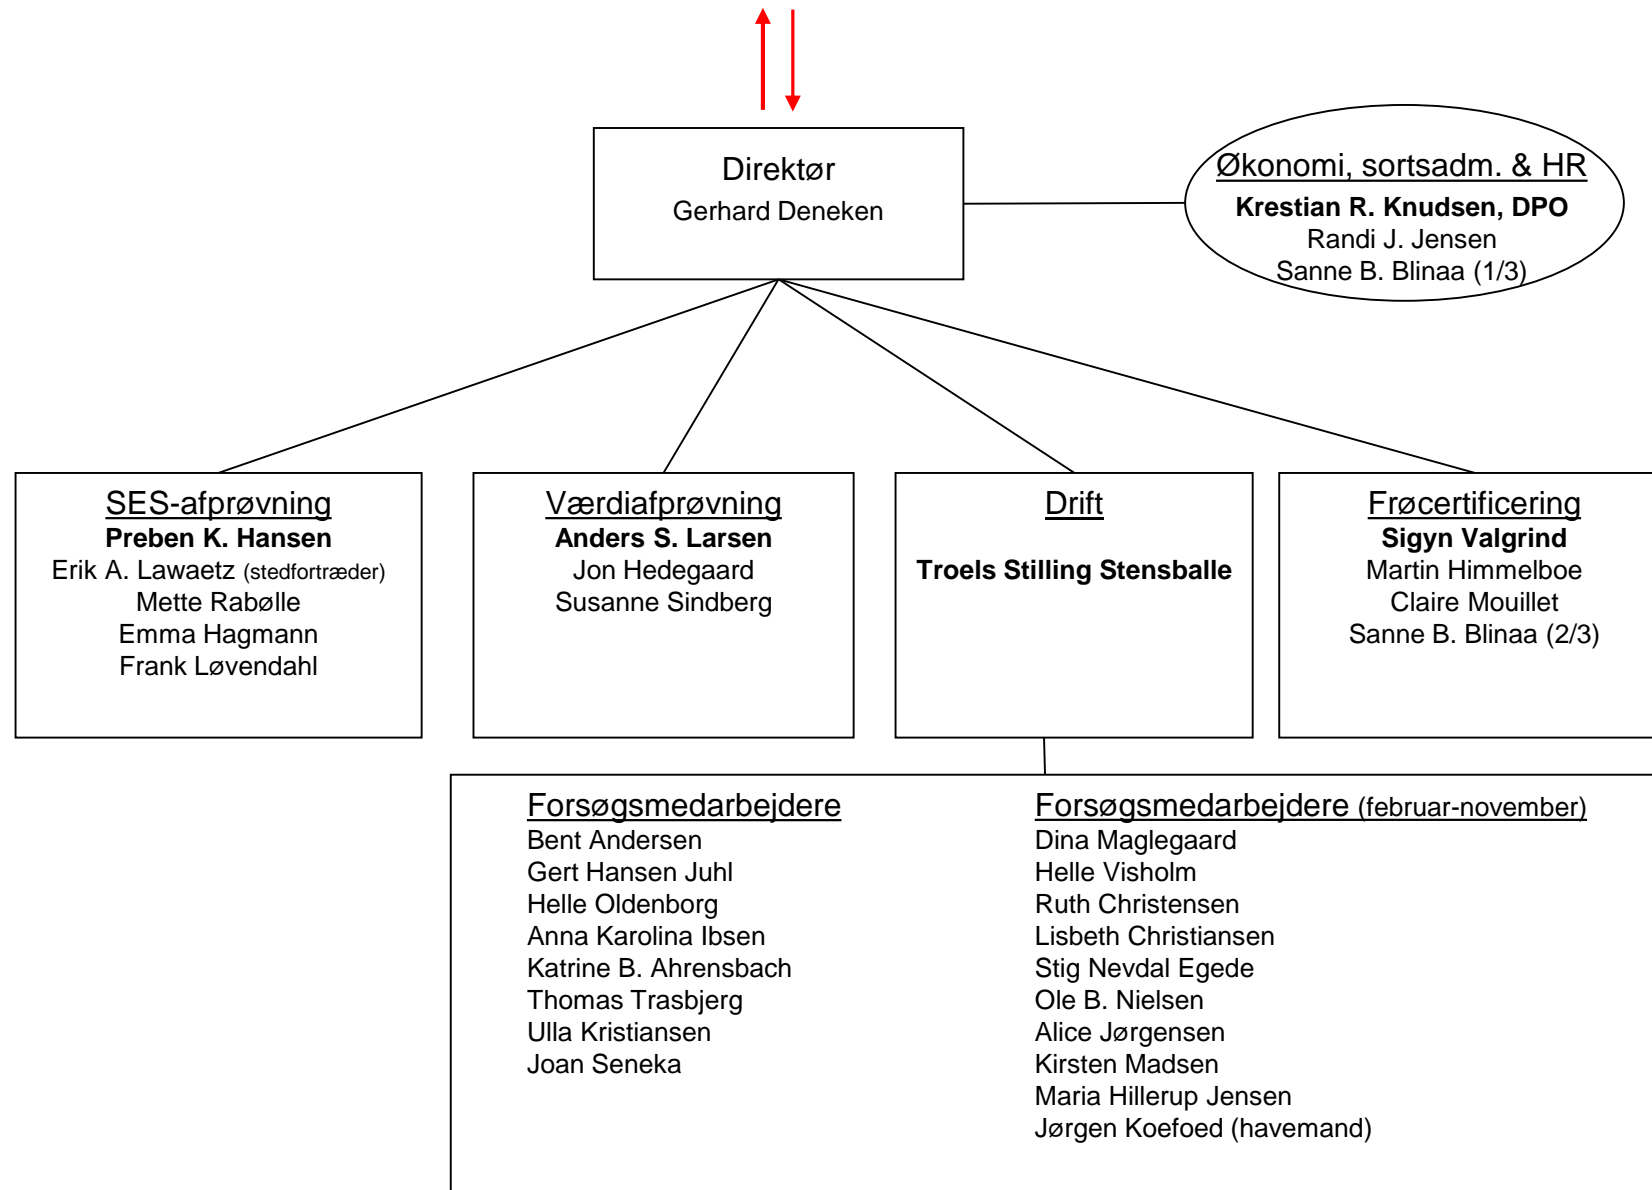 Direktør
Gerhard Deneken
Økonomi, sortsadm. & HR
Krestian R. Knudsen, DPO
Randi J. Jensen
Sanne B. Blinaa (1/3)
SES-afprøvning
Preben K. Hansen
Erik A. Lawaetz (stedfortræder)
Mette Rabølle
Emma Hagmann
Frank Løvendahl
Værdiafprøvning
Anders S. Larsen
Jon Hedegaard
Susanne Sindberg
Drift
Troels Stilling Stensballe
Frøcertificering
Sigyn Valgrind
Martin Himmelboe
Claire Mouillet
Sanne B. Blinaa (2/3)
Forsøgsmedarbejdere
Bent Andersen
Gert Hansen Juhl
Helle Oldenborg
Anna Karolina Ibsen
Katrine B. Ahrensbach
Thomas Trasbjerg
Ulla Kristiansen
Joan Seneka
Forsøgsmedarbejdere (februar-november)
Dina Maglegaard
Helle Visholm
Ruth Christensen
Lisbeth Christiansen
Stig Nevdal Egede
Ole B. Nielsen
Alice Jørgensen
Kirsten Madsen
Maria Hillerup Jensen
Jørgen Koefoed (havemand)